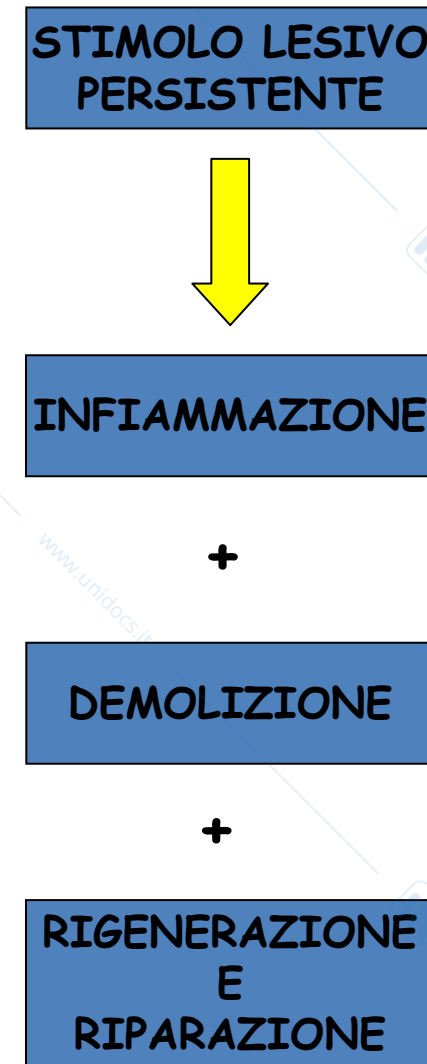 STIMOLO LESIVO
PERSISTENTE
INFIAMMAZIONE
+
www.unidocs.it
DEMOLIZIONE
+
RIGENERAZIONE
E
RIPARAZIONE